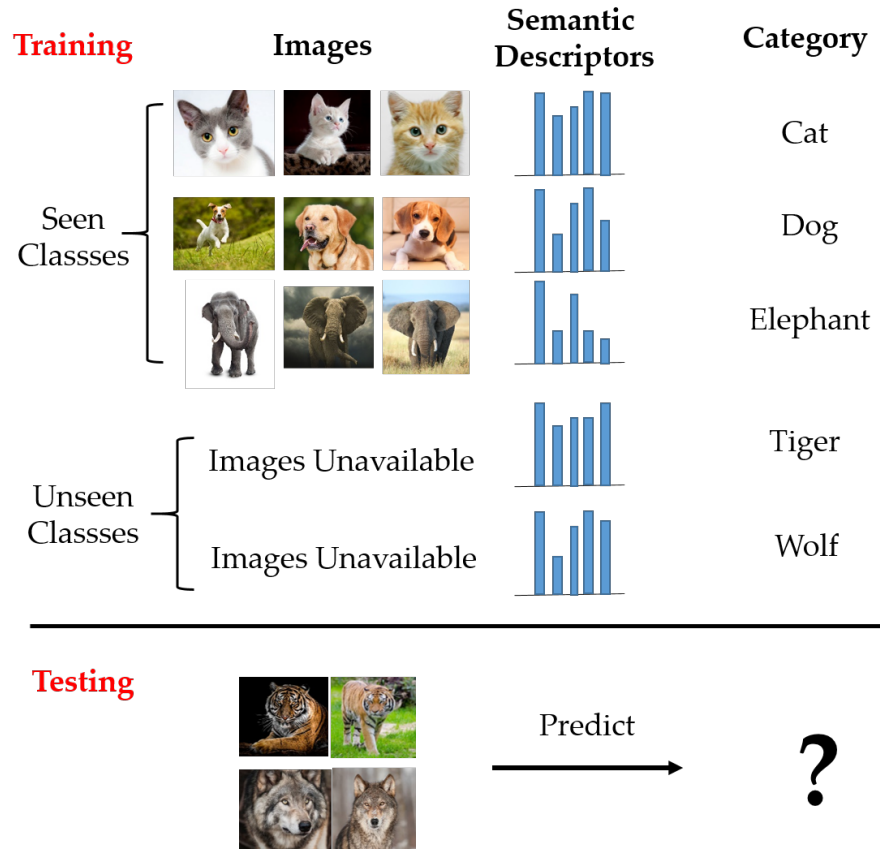 Training
Images
Semantic
Descriptors
Category
Cat
Seen
Classses
Dog
Elephant
Images Unavailable
Tiger
Unseen
Classses
Images Unavailable
Wolf
Testing
Predict
?